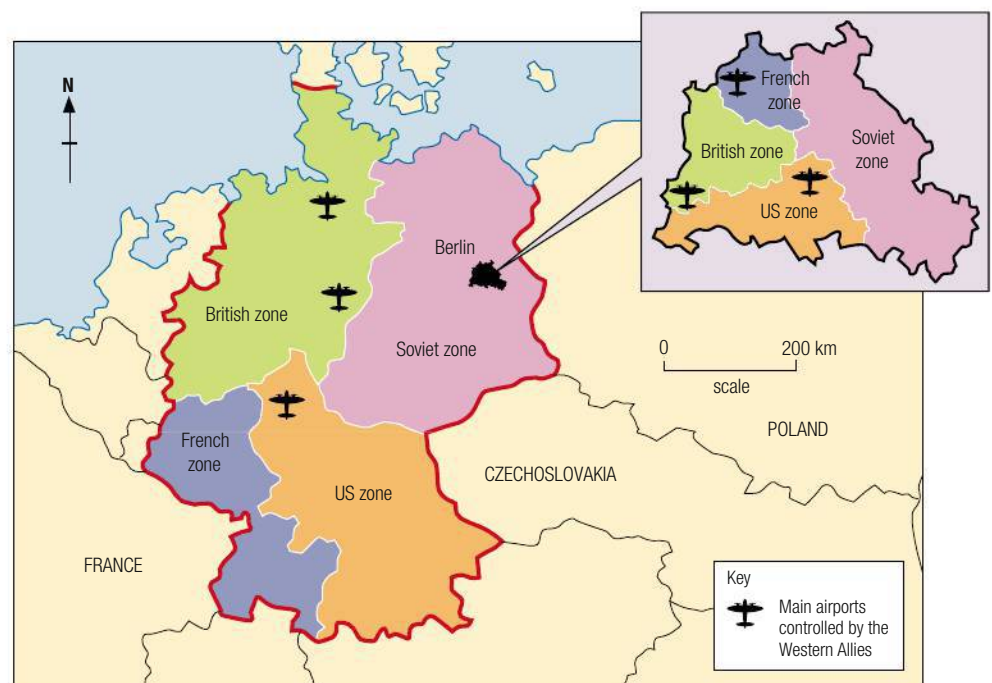 N
French
zone
British zone
Soviet
zone
US zone
Berlin
British zone
Soviet zone
0 200 km
scale
POLAND
French
zone
US zone
CZECHOSLOVAKIA
FRANCE
Key
Main airports
controlled by the
Western Allies